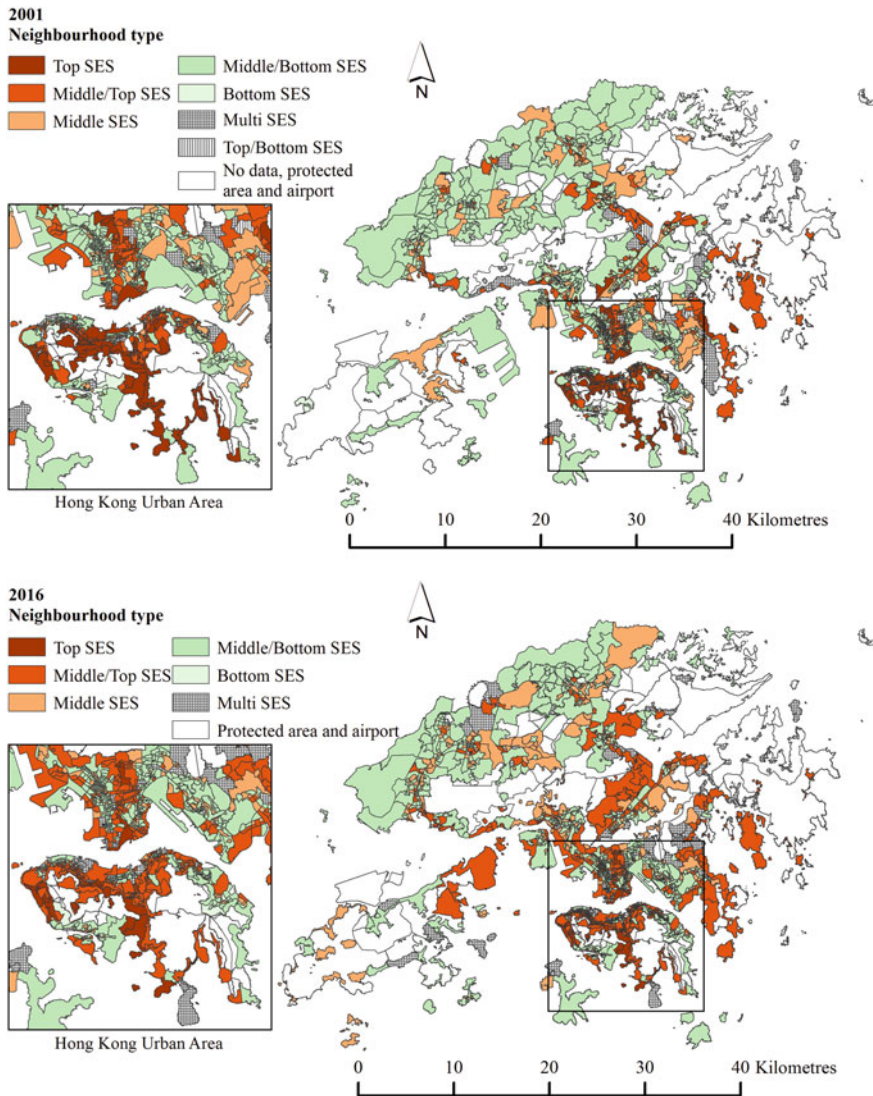 2001
Neighbourhood type
Top SES
Middle/Top SES
Middle SES
Middle/Bottom SES
Bottom SES
Multi SES
Top/Bottom SES
No data, protected
area and airport
N
Hong Kong Urban Area
0 10 20 30 40 Kilometres
2016
Neighbourhood type
Top SES
Middle/Top SES
Middle SES
Middle/Bottom SES
Bottom SES
Multi SES
Protected area and airport
N
Hong Kong Urban Area
0 10 20 30 40 Kilometres